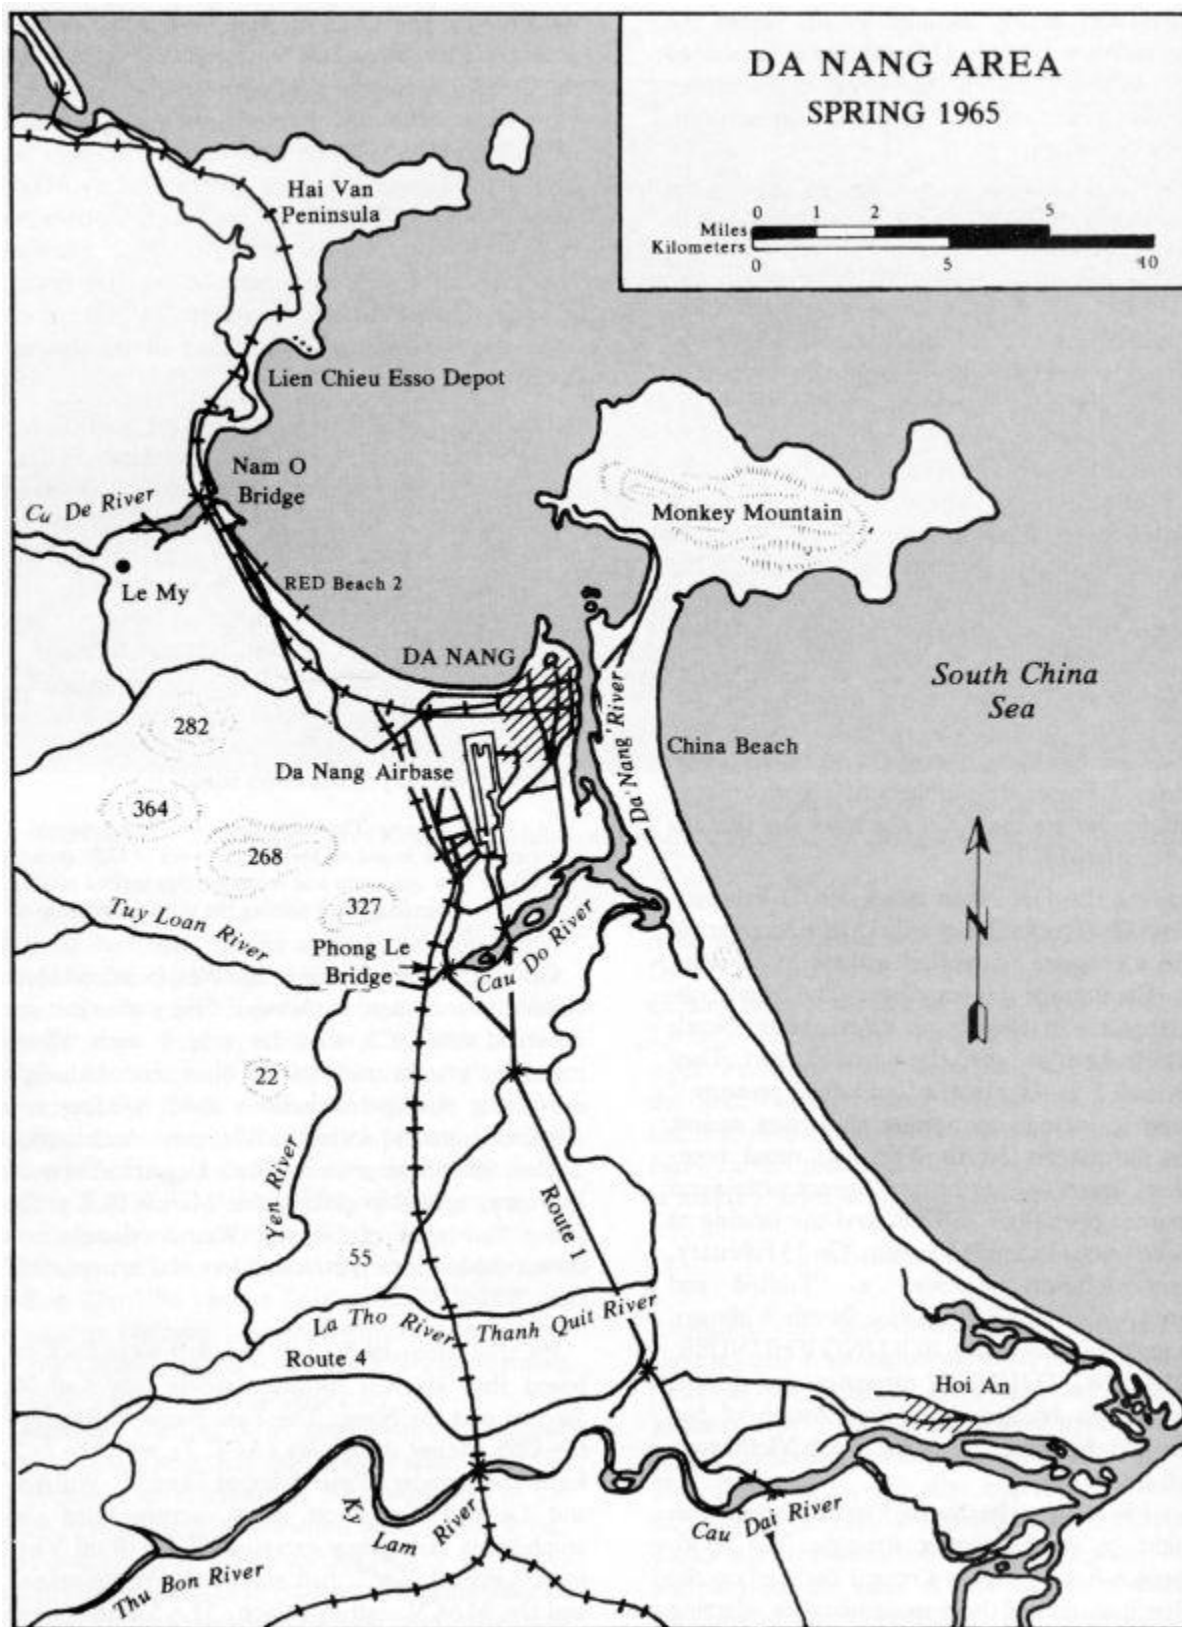 DA NANG AREA
SPRING 1965
0 1 2 5
Miles
Kilometers
0 5 10
Hai Van
Peninsula
Lien Chieu Esso Depot
Nam O
Bridge
Cu De River
Monkey Mountain
Le My
RED Beach 2
DA NANG
South China
Sea
282
Da Nang River
China Beach
Da Nang Airbase
364
268
327
Tuy Loan River
Phong Le
Bridge
Cau Do River
N
22
Yen River
Route 1
55
La Tho River
Thanh Quit River
Route 4
Hoi An
Ky Lam River
Cau Dai River
Thu Bon River